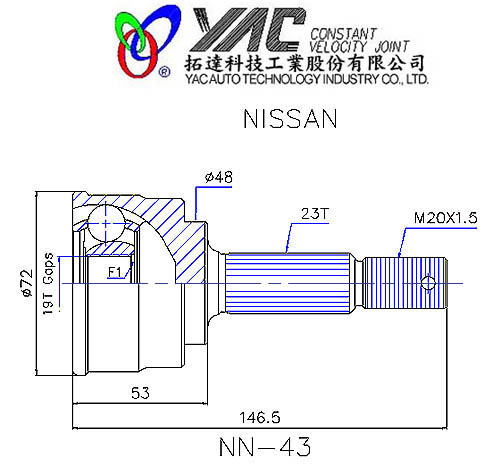 YAC CONSTANT
VELOCITY JOINT
®
拓達科技工業股份有限公司
YAC AUTO TECHNOLOGY INDUSTRY CO., LTD.
NISSAN
ø48
23T
M20X1.5
ø72
19T Gaps
F1
53
146.5
NN-43